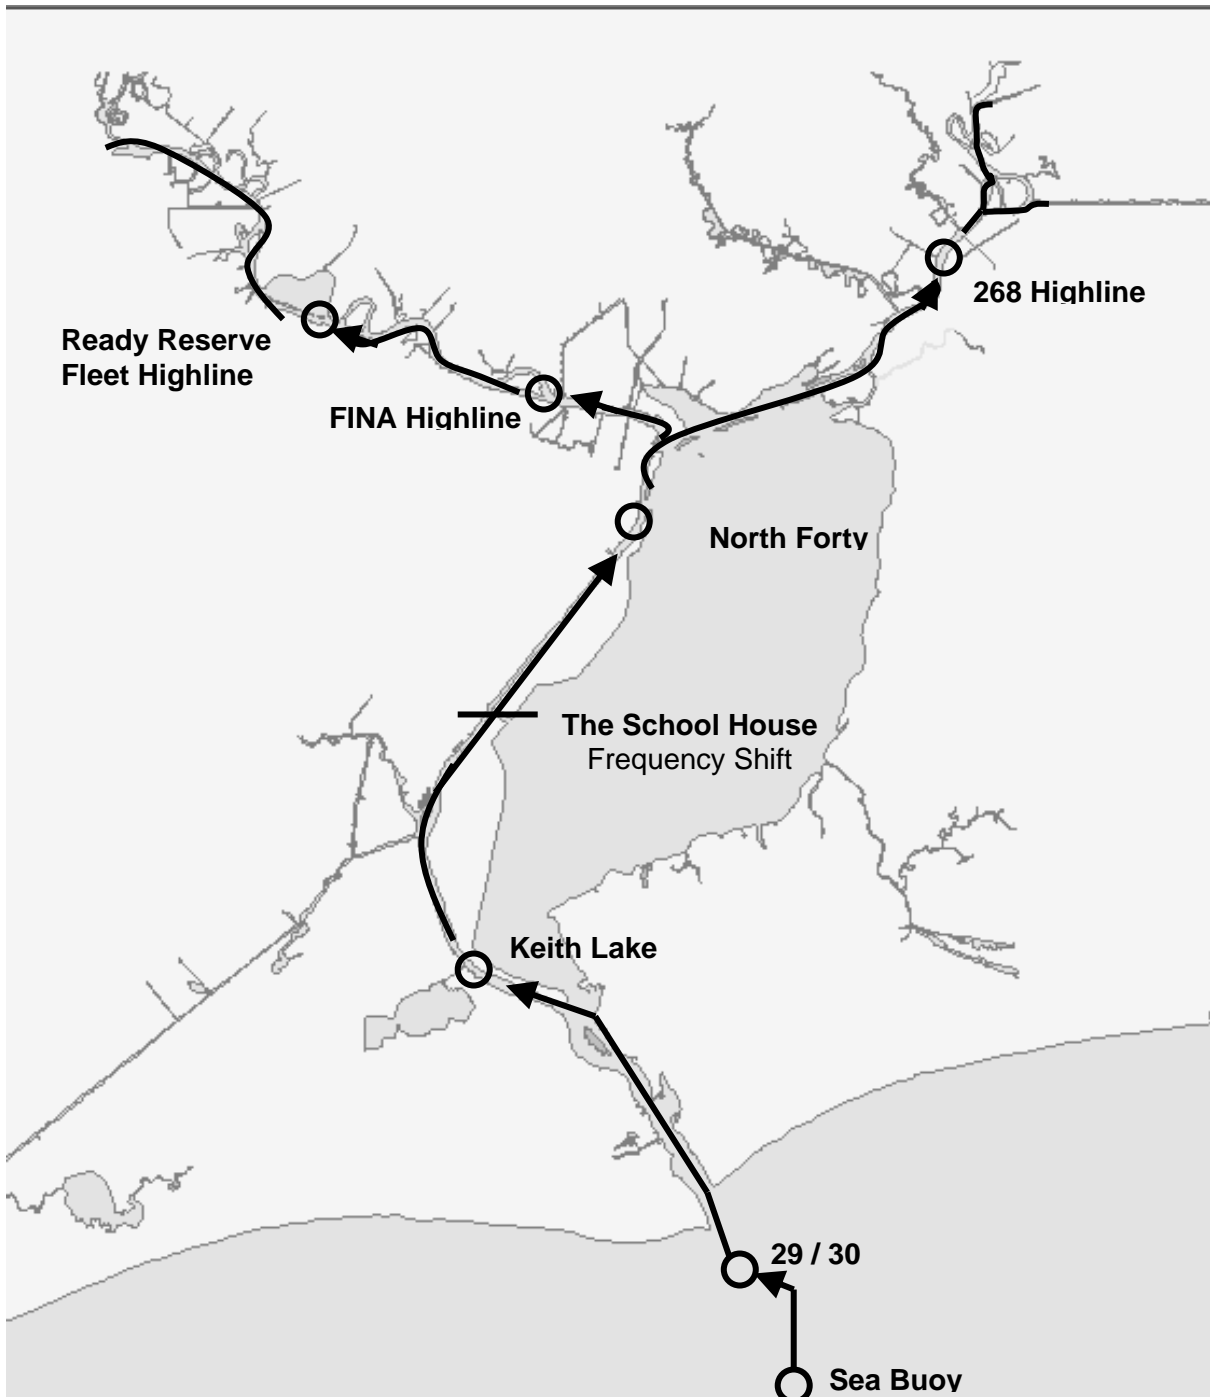 268 Highline
Ready Reserve
Fleet Highline
FINA Highline
North Forty
The School House
Frequency Shift
Keith Lake
29 / 30
Sea Buoy